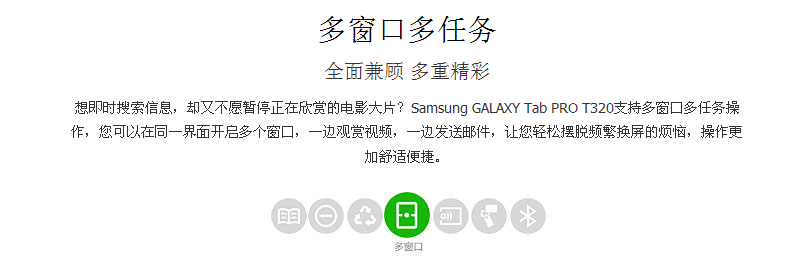 多窗口多任务
全面兼顾 多重精彩
想即时搜索信息，却又不愿暂停正在欣赏的电影大片？Samsung GALAXY Tab PRO T320支持多窗口多任务操
作，您可以在同一界面开启多个窗口，一边观赏视频，一边发送邮件，让您轻松摆脱频繁换屏的烦恼，操作更
加舒适便捷。
多窗口